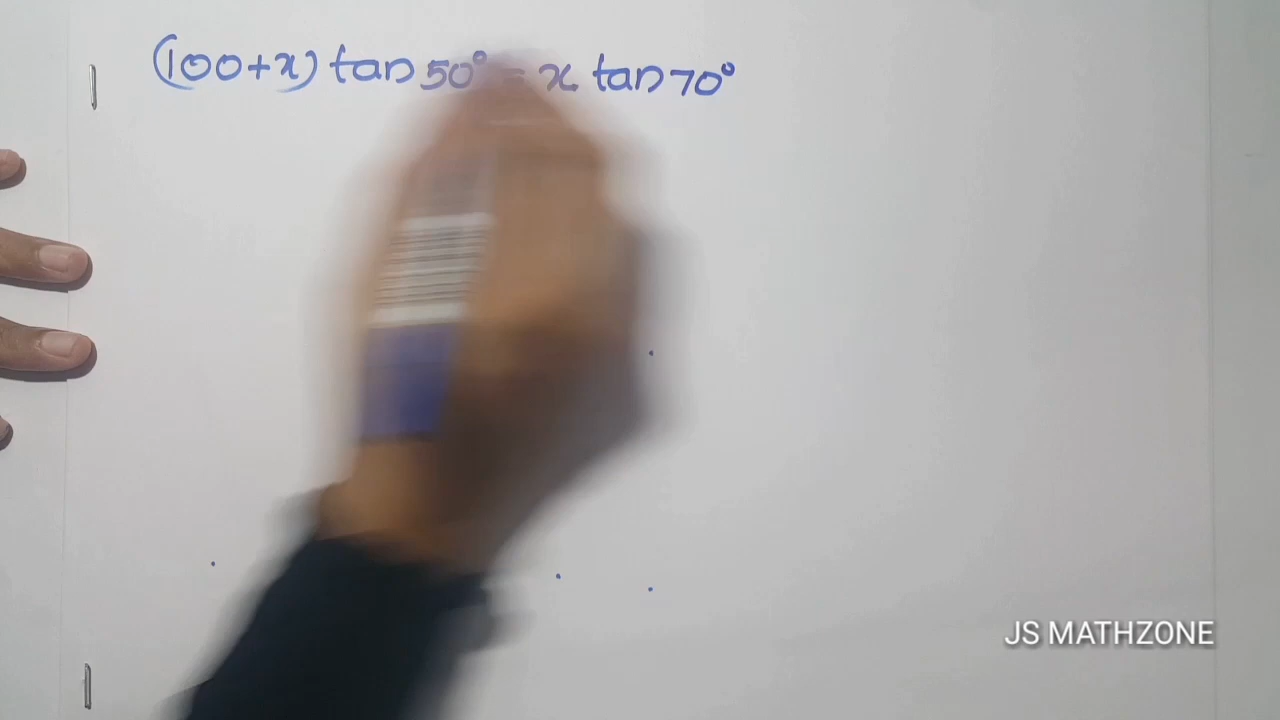 (100+x) tan 50° = x tan 70°
JS MATHZONE